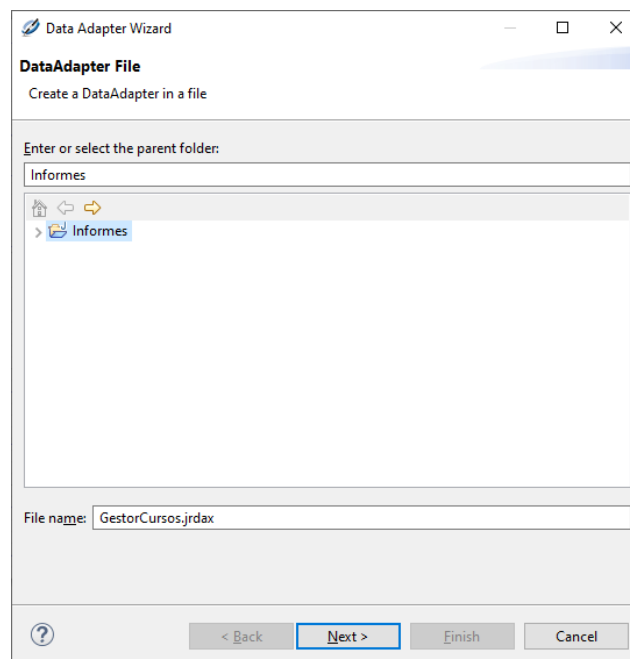 Data Adapter Wizard
DataAdapter File
Create a DataAdapter in a file
Enter or select the parent folder:
Informes
Informes
File name: GestorCursos.jrdax
? < Back Next > Finish Cancel